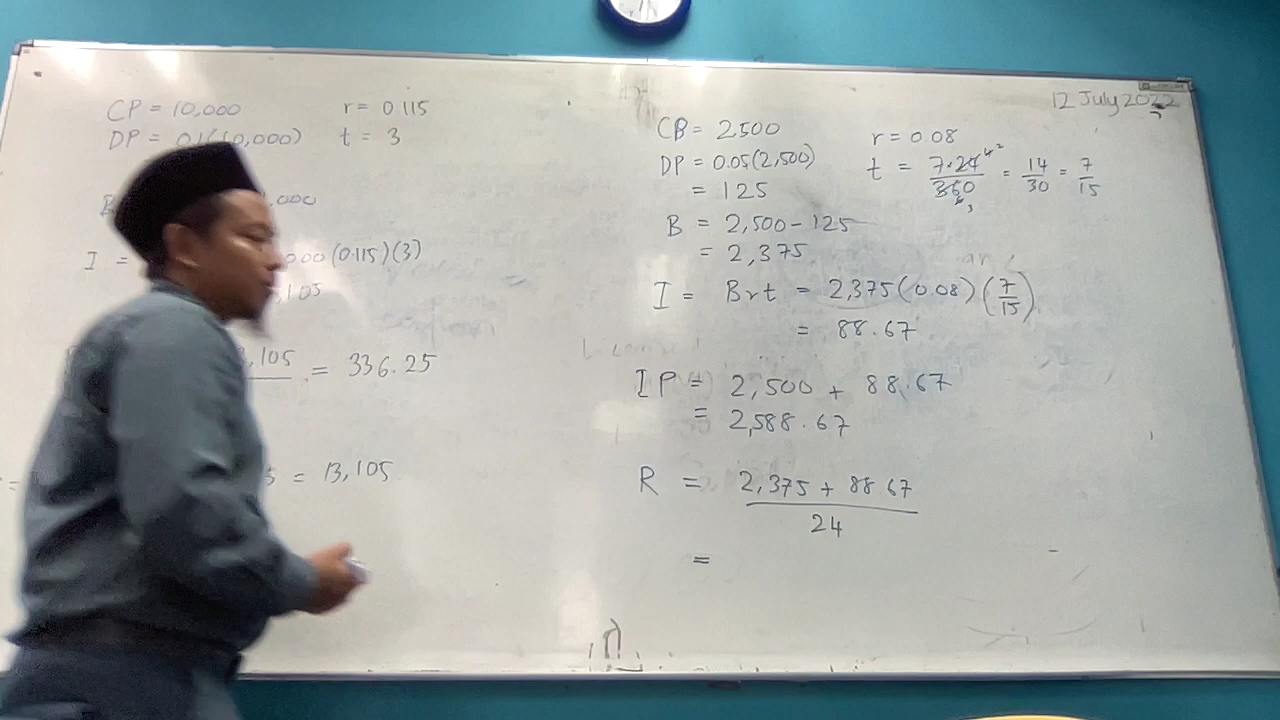 12 July 2022
CP = 10,000 r = 0.115
DP = 0.1(10,000) t = 3
000
I = 000 (0.115)(3)
,105
,105 = 336.25
= 13,105
CP = 2,500 r = 0.08
DP = 0.05(2,500) t = 7·24/360 = 14/30 = 7/15
= 125
B = 2,500 - 125
= 2,375
I = Brt = 2,375(0.08)(7/15)
= 88.67
IP = 2,500 + 88.67
= 2,588.67
R = 2,375 + 88.67
24
=